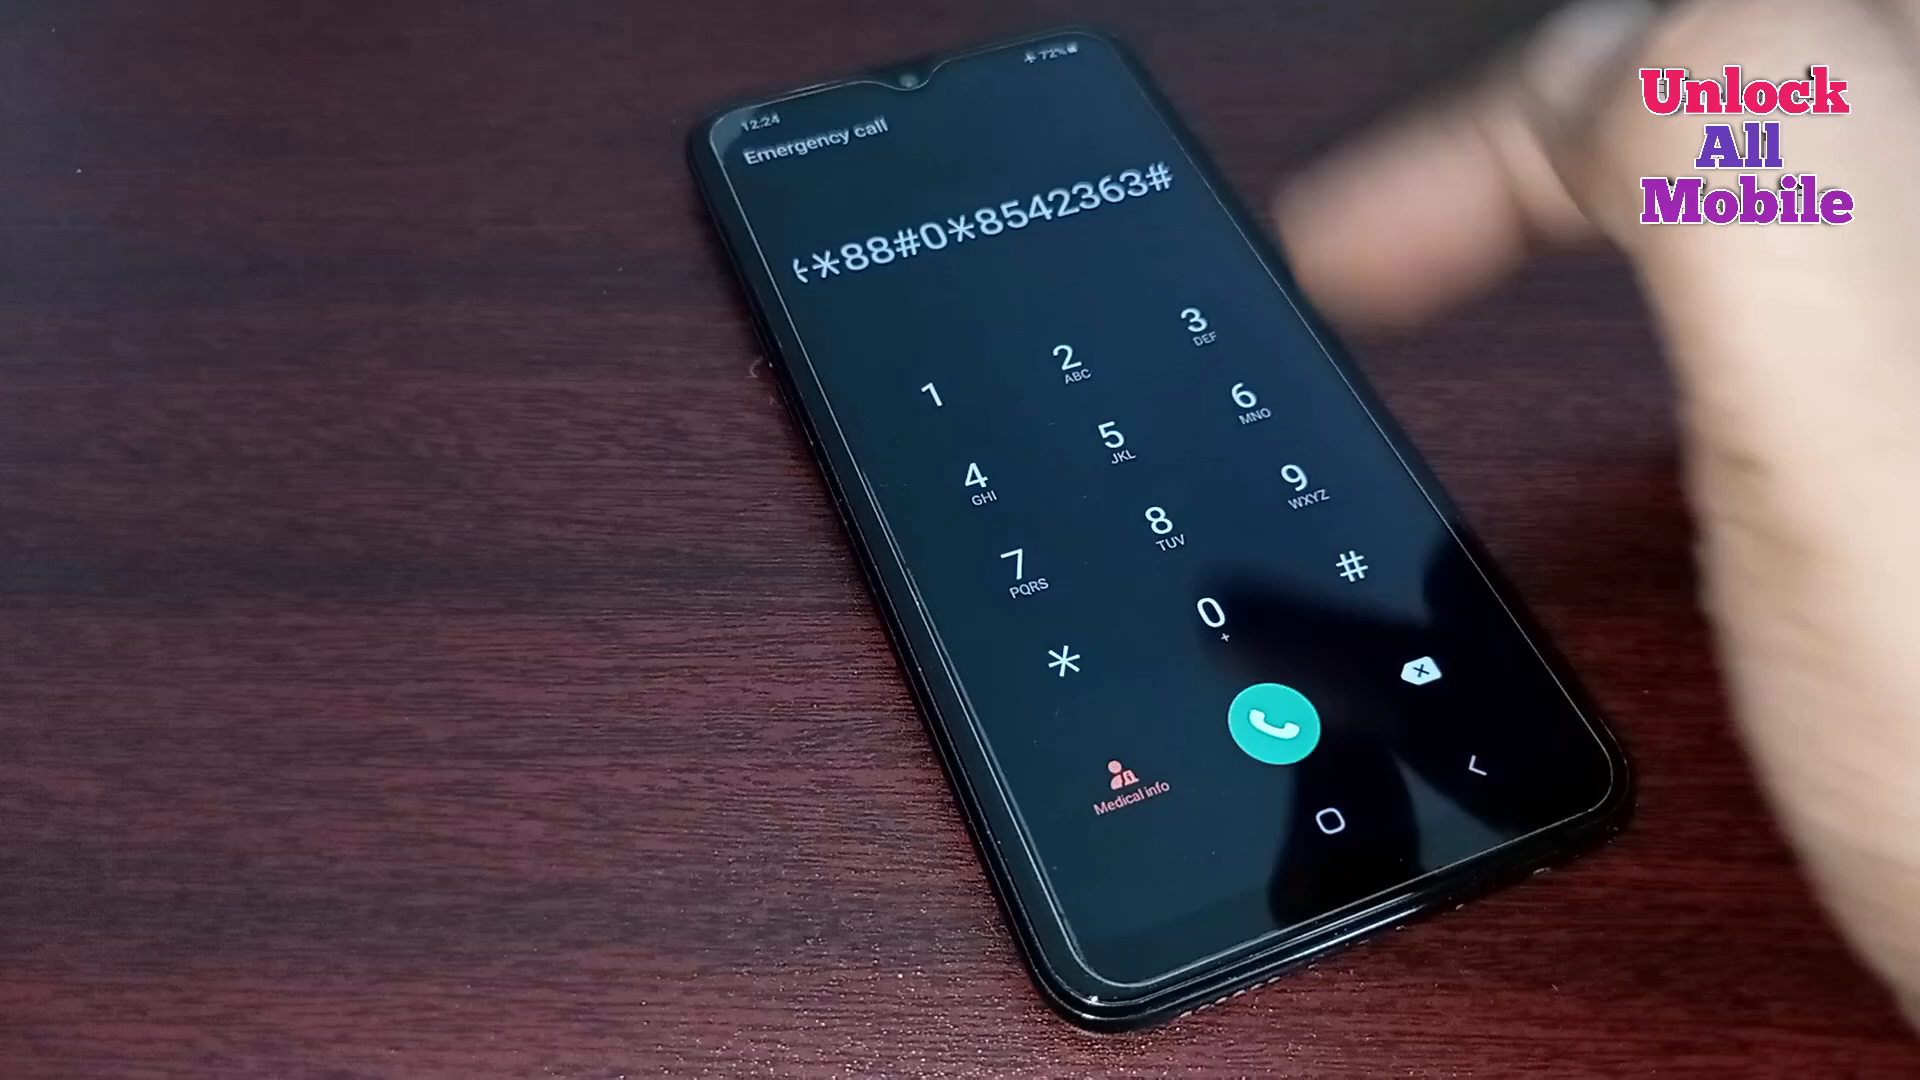 Unlock
All
Mobile
12:24
72%
Emergency call
*88#0*8542363#
1
2
ABC
3
DEF
4
GHI
5
JKL
6
MNO
7
PQRS
8
TUV
9
WXYZ
*
0
+
#
Medical info